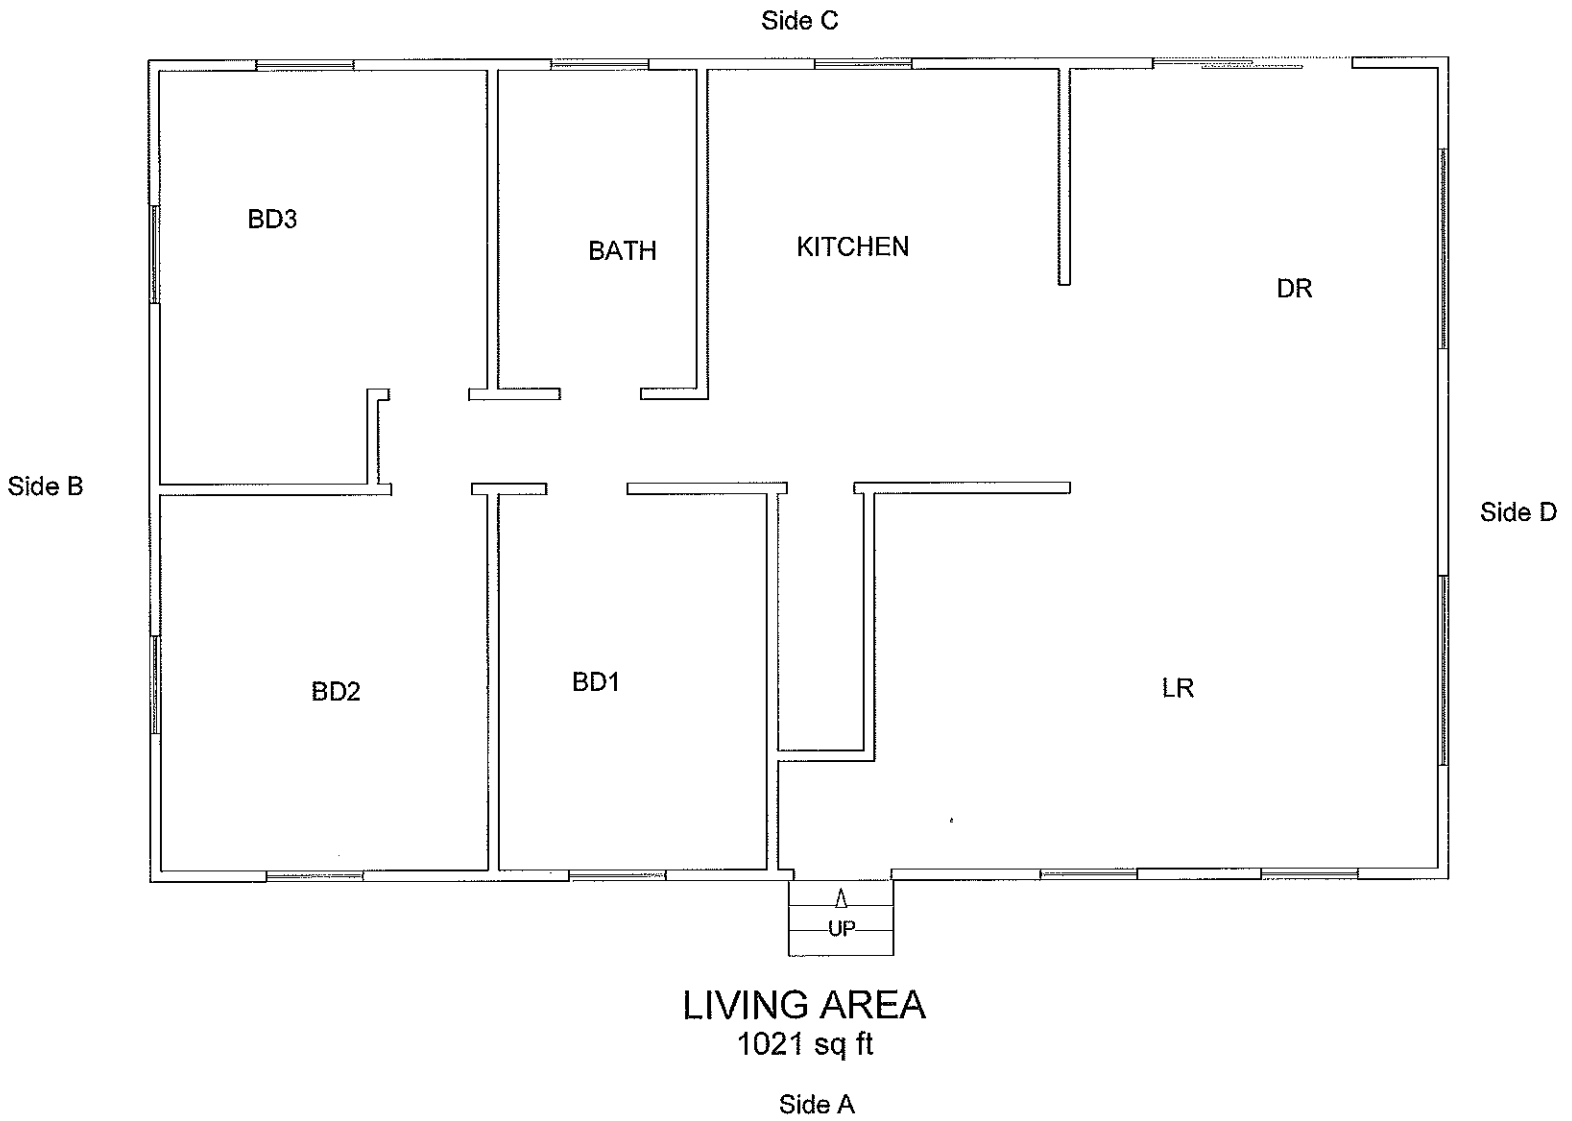 Side C
BD3
BATH
KITCHEN
DR
Side B
Side D
BD2
BD1
LR
UP
LIVING AREA
1021 sq ft
Side A